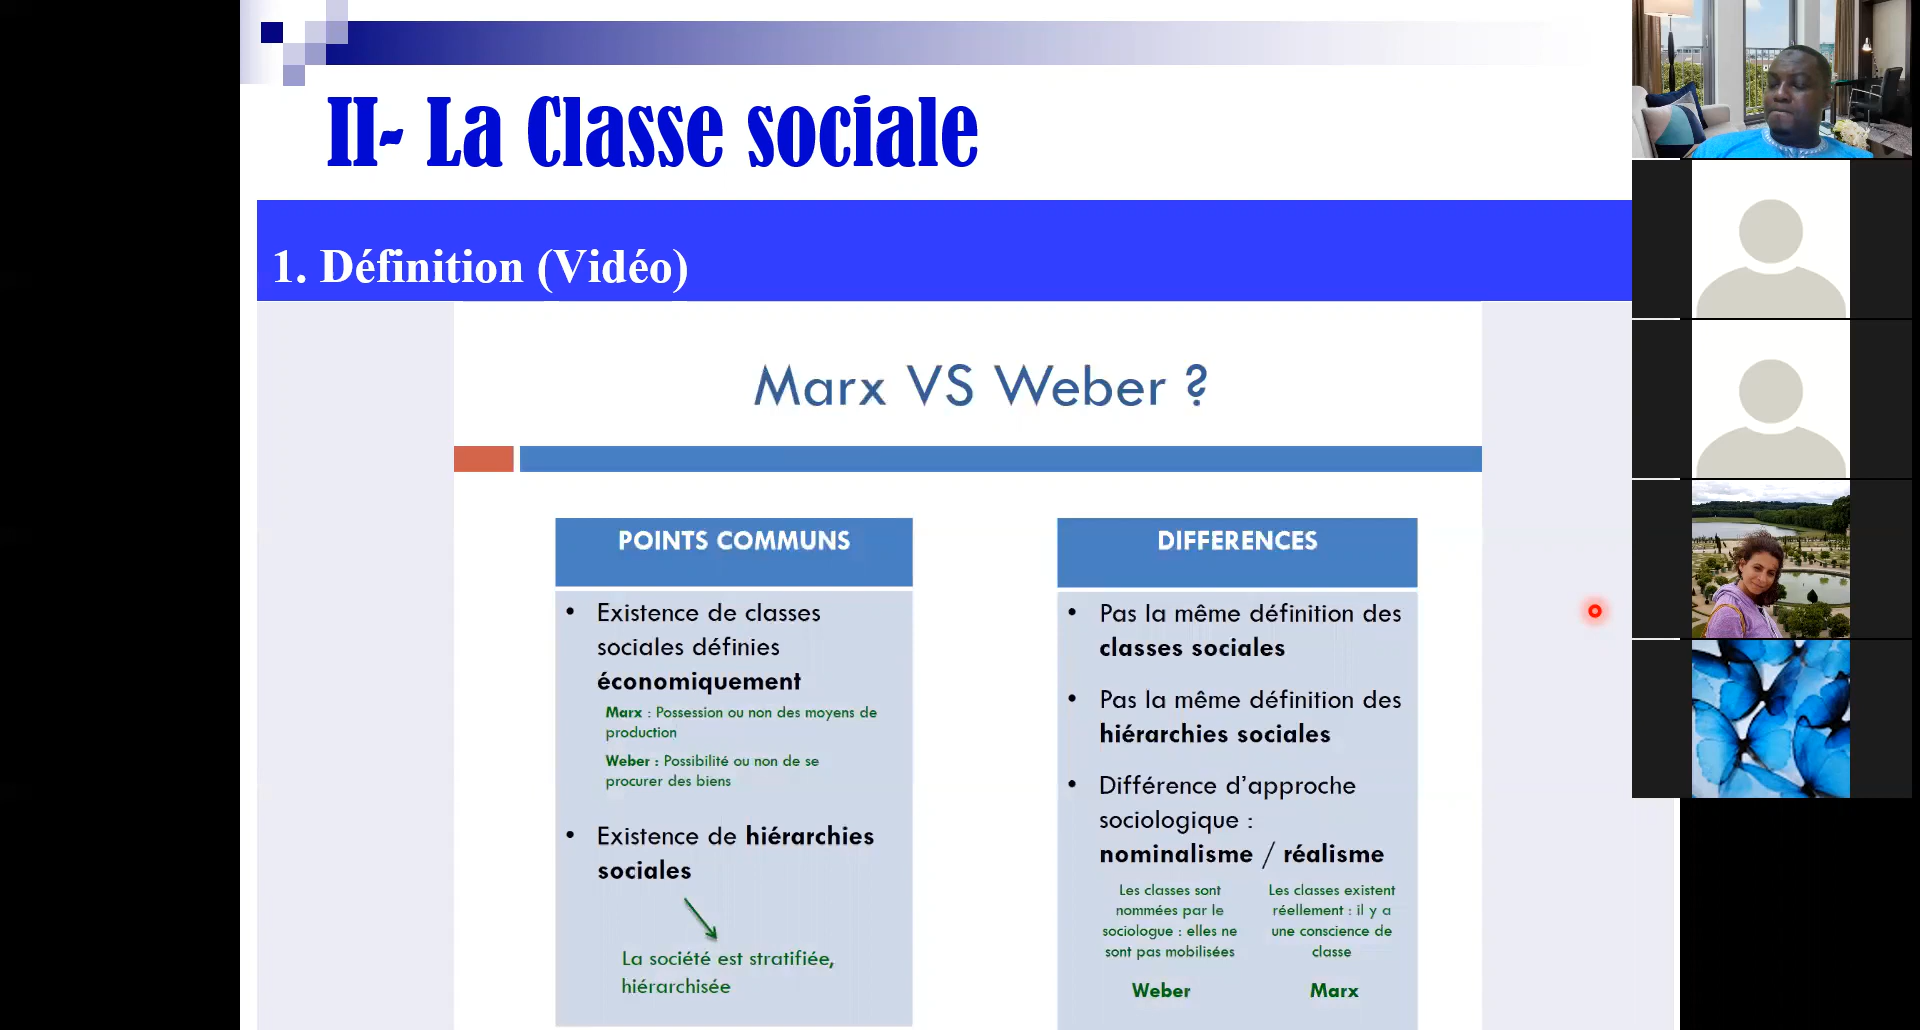 II- La Classe sociale
1. Définition (Vidéo)
Marx VS Weber ?
POINTS COMMUNS
• Existence de classes
sociales définies
économiquement
Marx : Possession ou non des moyens de
production
Weber : Possibilité ou non de se
procurer des biens
• Existence de hiérarchies
sociales
La société est stratifiée,
hiérarchisée
DIFFERENCES
• Pas la même définition des
classes sociales
• Pas la même définition des
hiérarchies sociales
• Différence d'approche
sociologique :
nominalisme / réalisme
Les classes sont
nommées par le
sociologue : elles ne
sont pas mobilisées
Weber
Les classes existent
réellement : il y a
une conscience de
classe
Marx